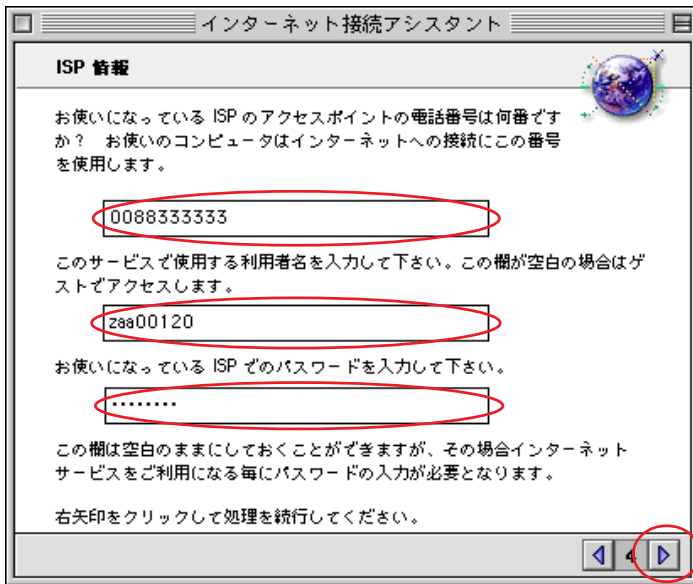 インターネット接続アシスタント
ISP 情報
お使いになっている ISP のアクセスポイントの電話番号は何番です
か？　お使いのコンピュータはインターネットへの接続にこの番号
を使用します。
0088333333
このサービスで使用する利用者名を入力して下さい。この欄が空白の場合はゲ
ストでアクセスします。
zaa00120
お使いになっている ISP でのパスワードを入力して下さい。
••••••••
この欄は空白のままにしておくことができますが、その場合インターネット
サービスをご利用になる毎にパスワードの入力が必要となります。
右矢印をクリックして処理を続行してください。
4